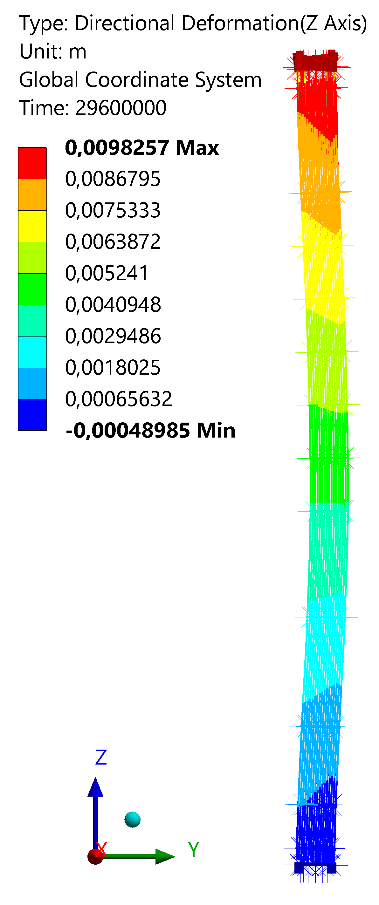 Type: Directional Deformation(Z Axis)
Unit: m
Global Coordinate System
Time: 29600000
0,0098257 Max
0,0086795
0,0075333
0,0063872
0,005241
0,0040948
0,0029486
0,0018025
0,00065632
-0,00048985 Min
Z
X
Y